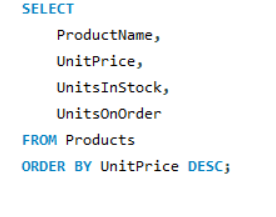 SELECT
ProductName,
UnitPrice,
UnitsInStock,
UnitsOnOrder
FROM Products
ORDER BY UnitPrice DESC;